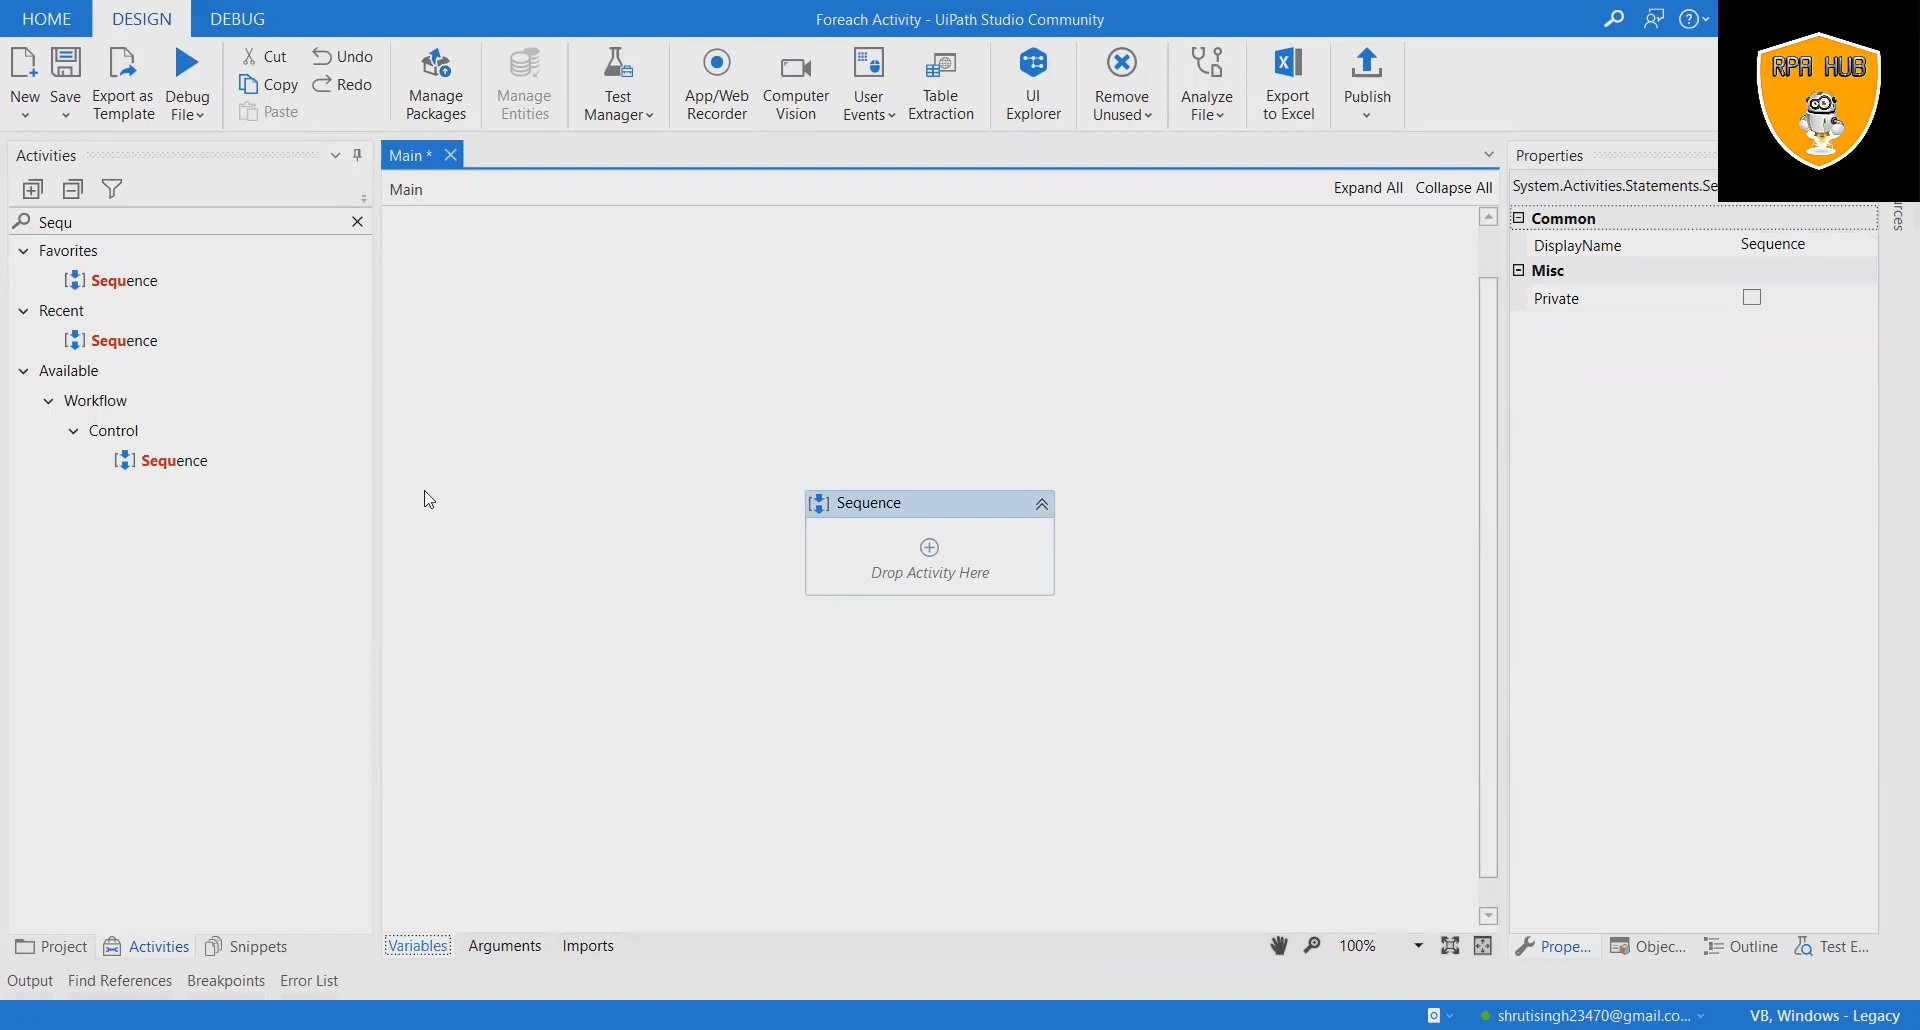 HOME DESIGN DEBUG Foreach Activity - UiPath Studio Community
RPA HUB
New Save Export as Template Debug File
Cut Undo
Copy Redo
Paste
Manage Packages Manage Entities Test Manager App/Web Recorder Computer Vision User Events Table Extraction UI Explorer Remove Unused Analyze File Export to Excel Publish
Activities
Sequ
Favorites
Sequence
Recent
Sequence
Available
Workflow
Control
Sequence
Main *
Main Expand All Collapse All
Sequence
Drop Activity Here
Properties
System.Activities.Statements.Se
Common
DisplayName Sequence
Misc
Private
Project Activities Snippets
Variables Arguments Imports 100%
Prope... Objec... Outline Test E...
Output Find References Breakpoints Error List
shrutisingh23470@gmail.co... VB, Windows - Legacy